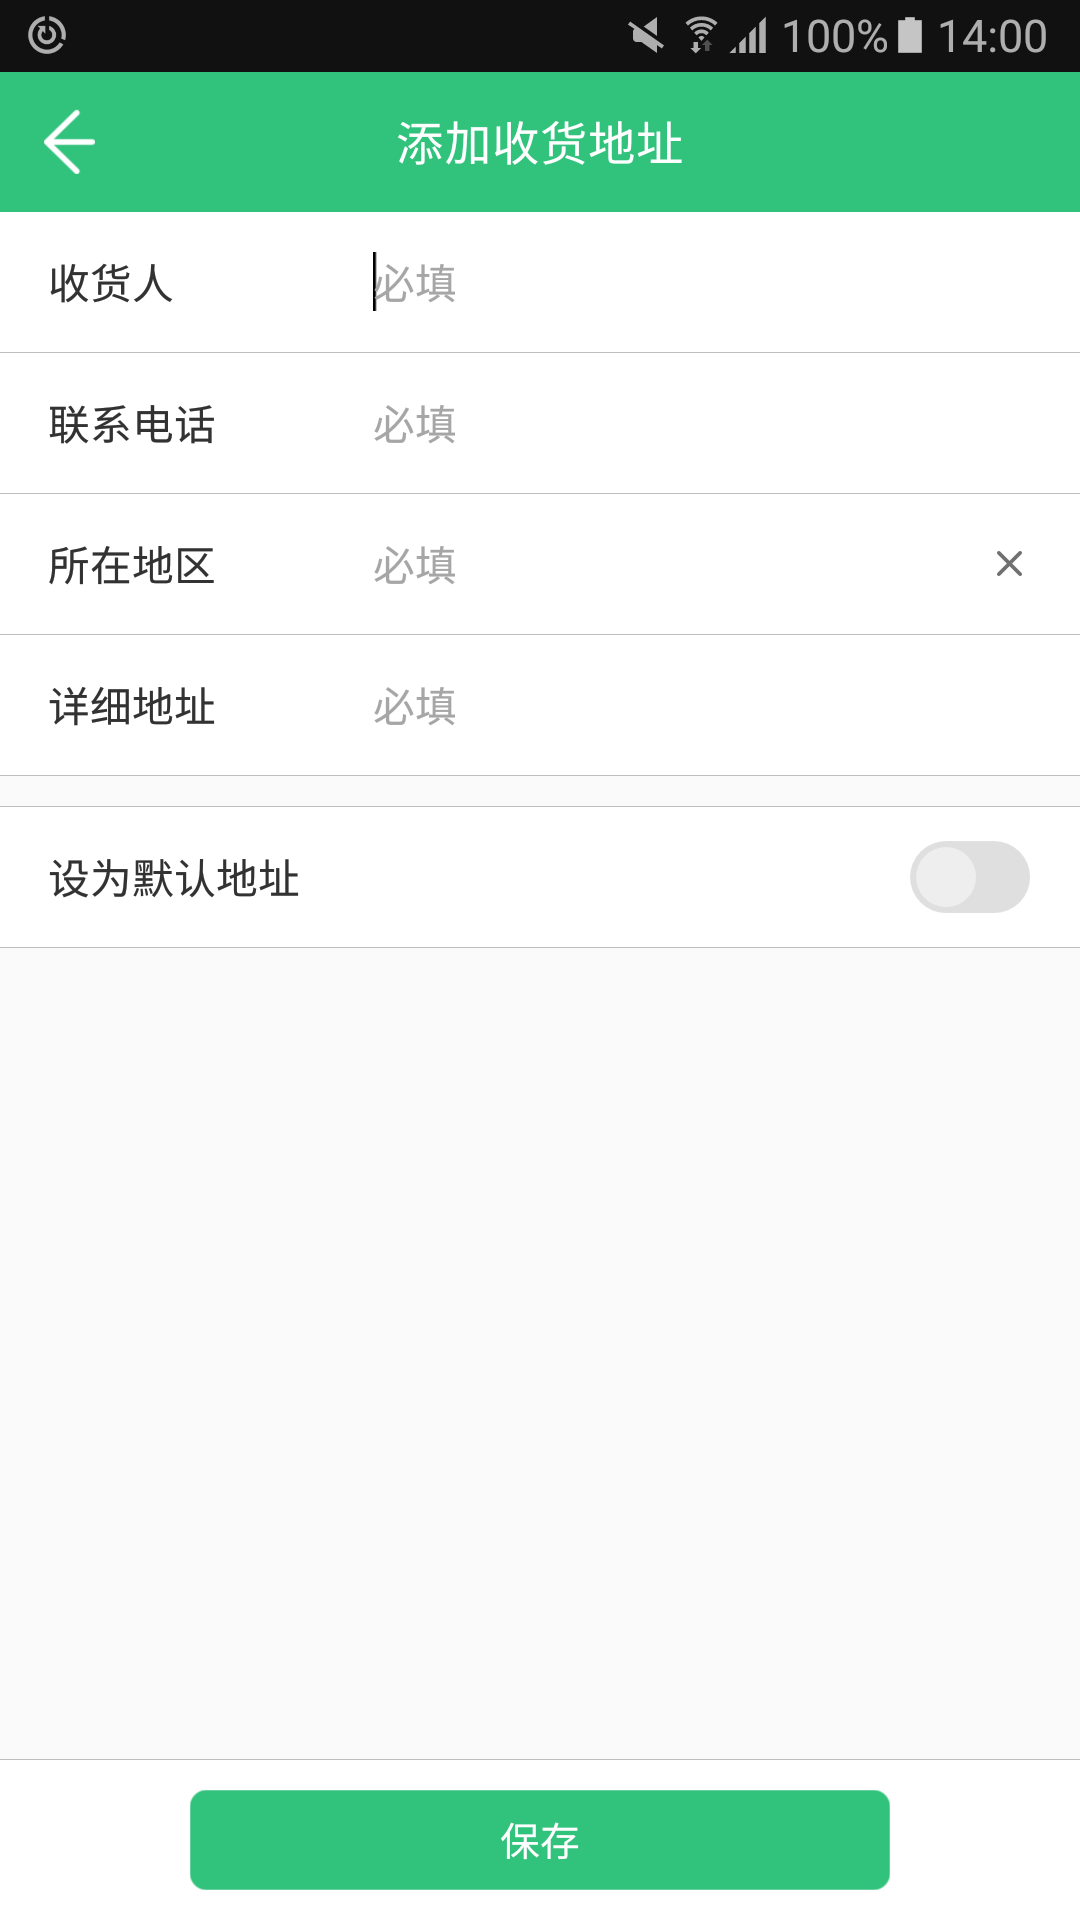 100% 14:00
添加收货地址
收货人 必填
联系电话 必填
所在地区 必填
详细地址 必填
设为默认地址
保存